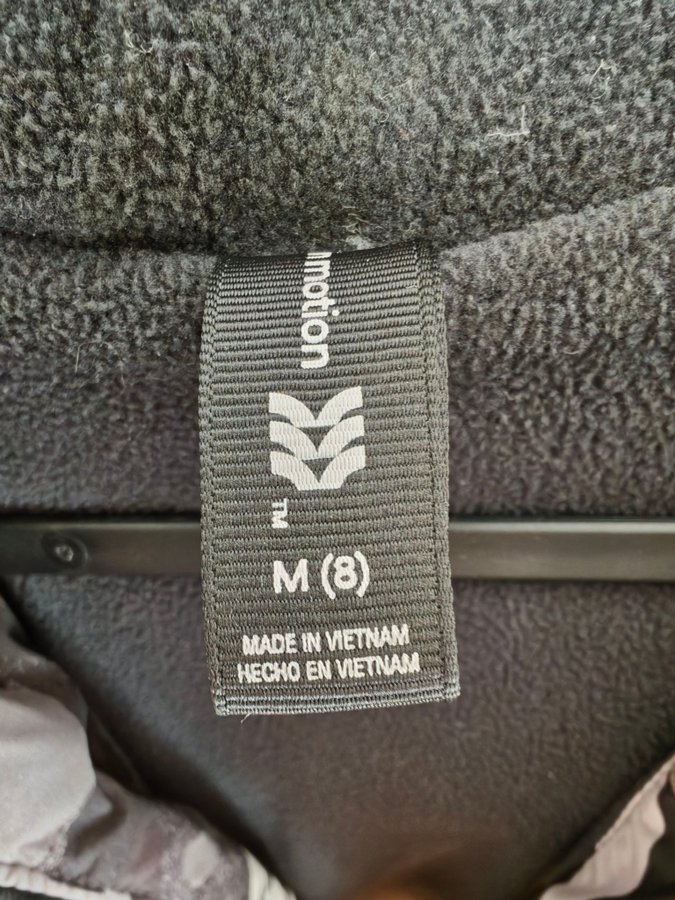 motion
TM
M (8)
MADE IN VIETNAM
HECHO EN VIETNAM